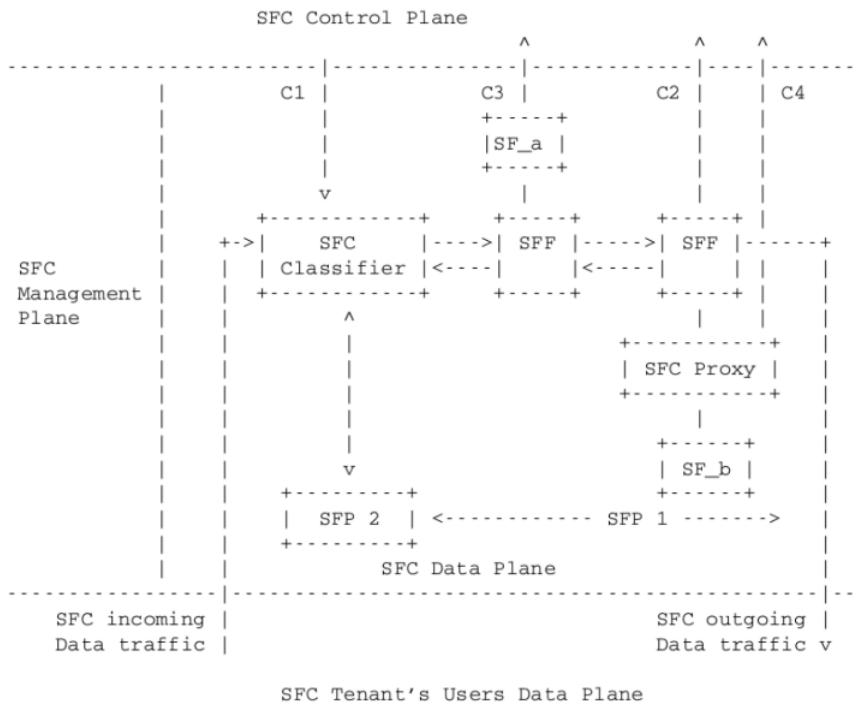 SFC Control Plane
C1 C3 C2 C4
SF_a
SFC SFF SFF
Classifier
SFC
Management
Plane
SFC Proxy
SF_b
SFP 2 SFP 1
SFC Data Plane
SFC incoming SFC outgoing
Data traffic Data traffic
SFC Tenant's Users Data Plane